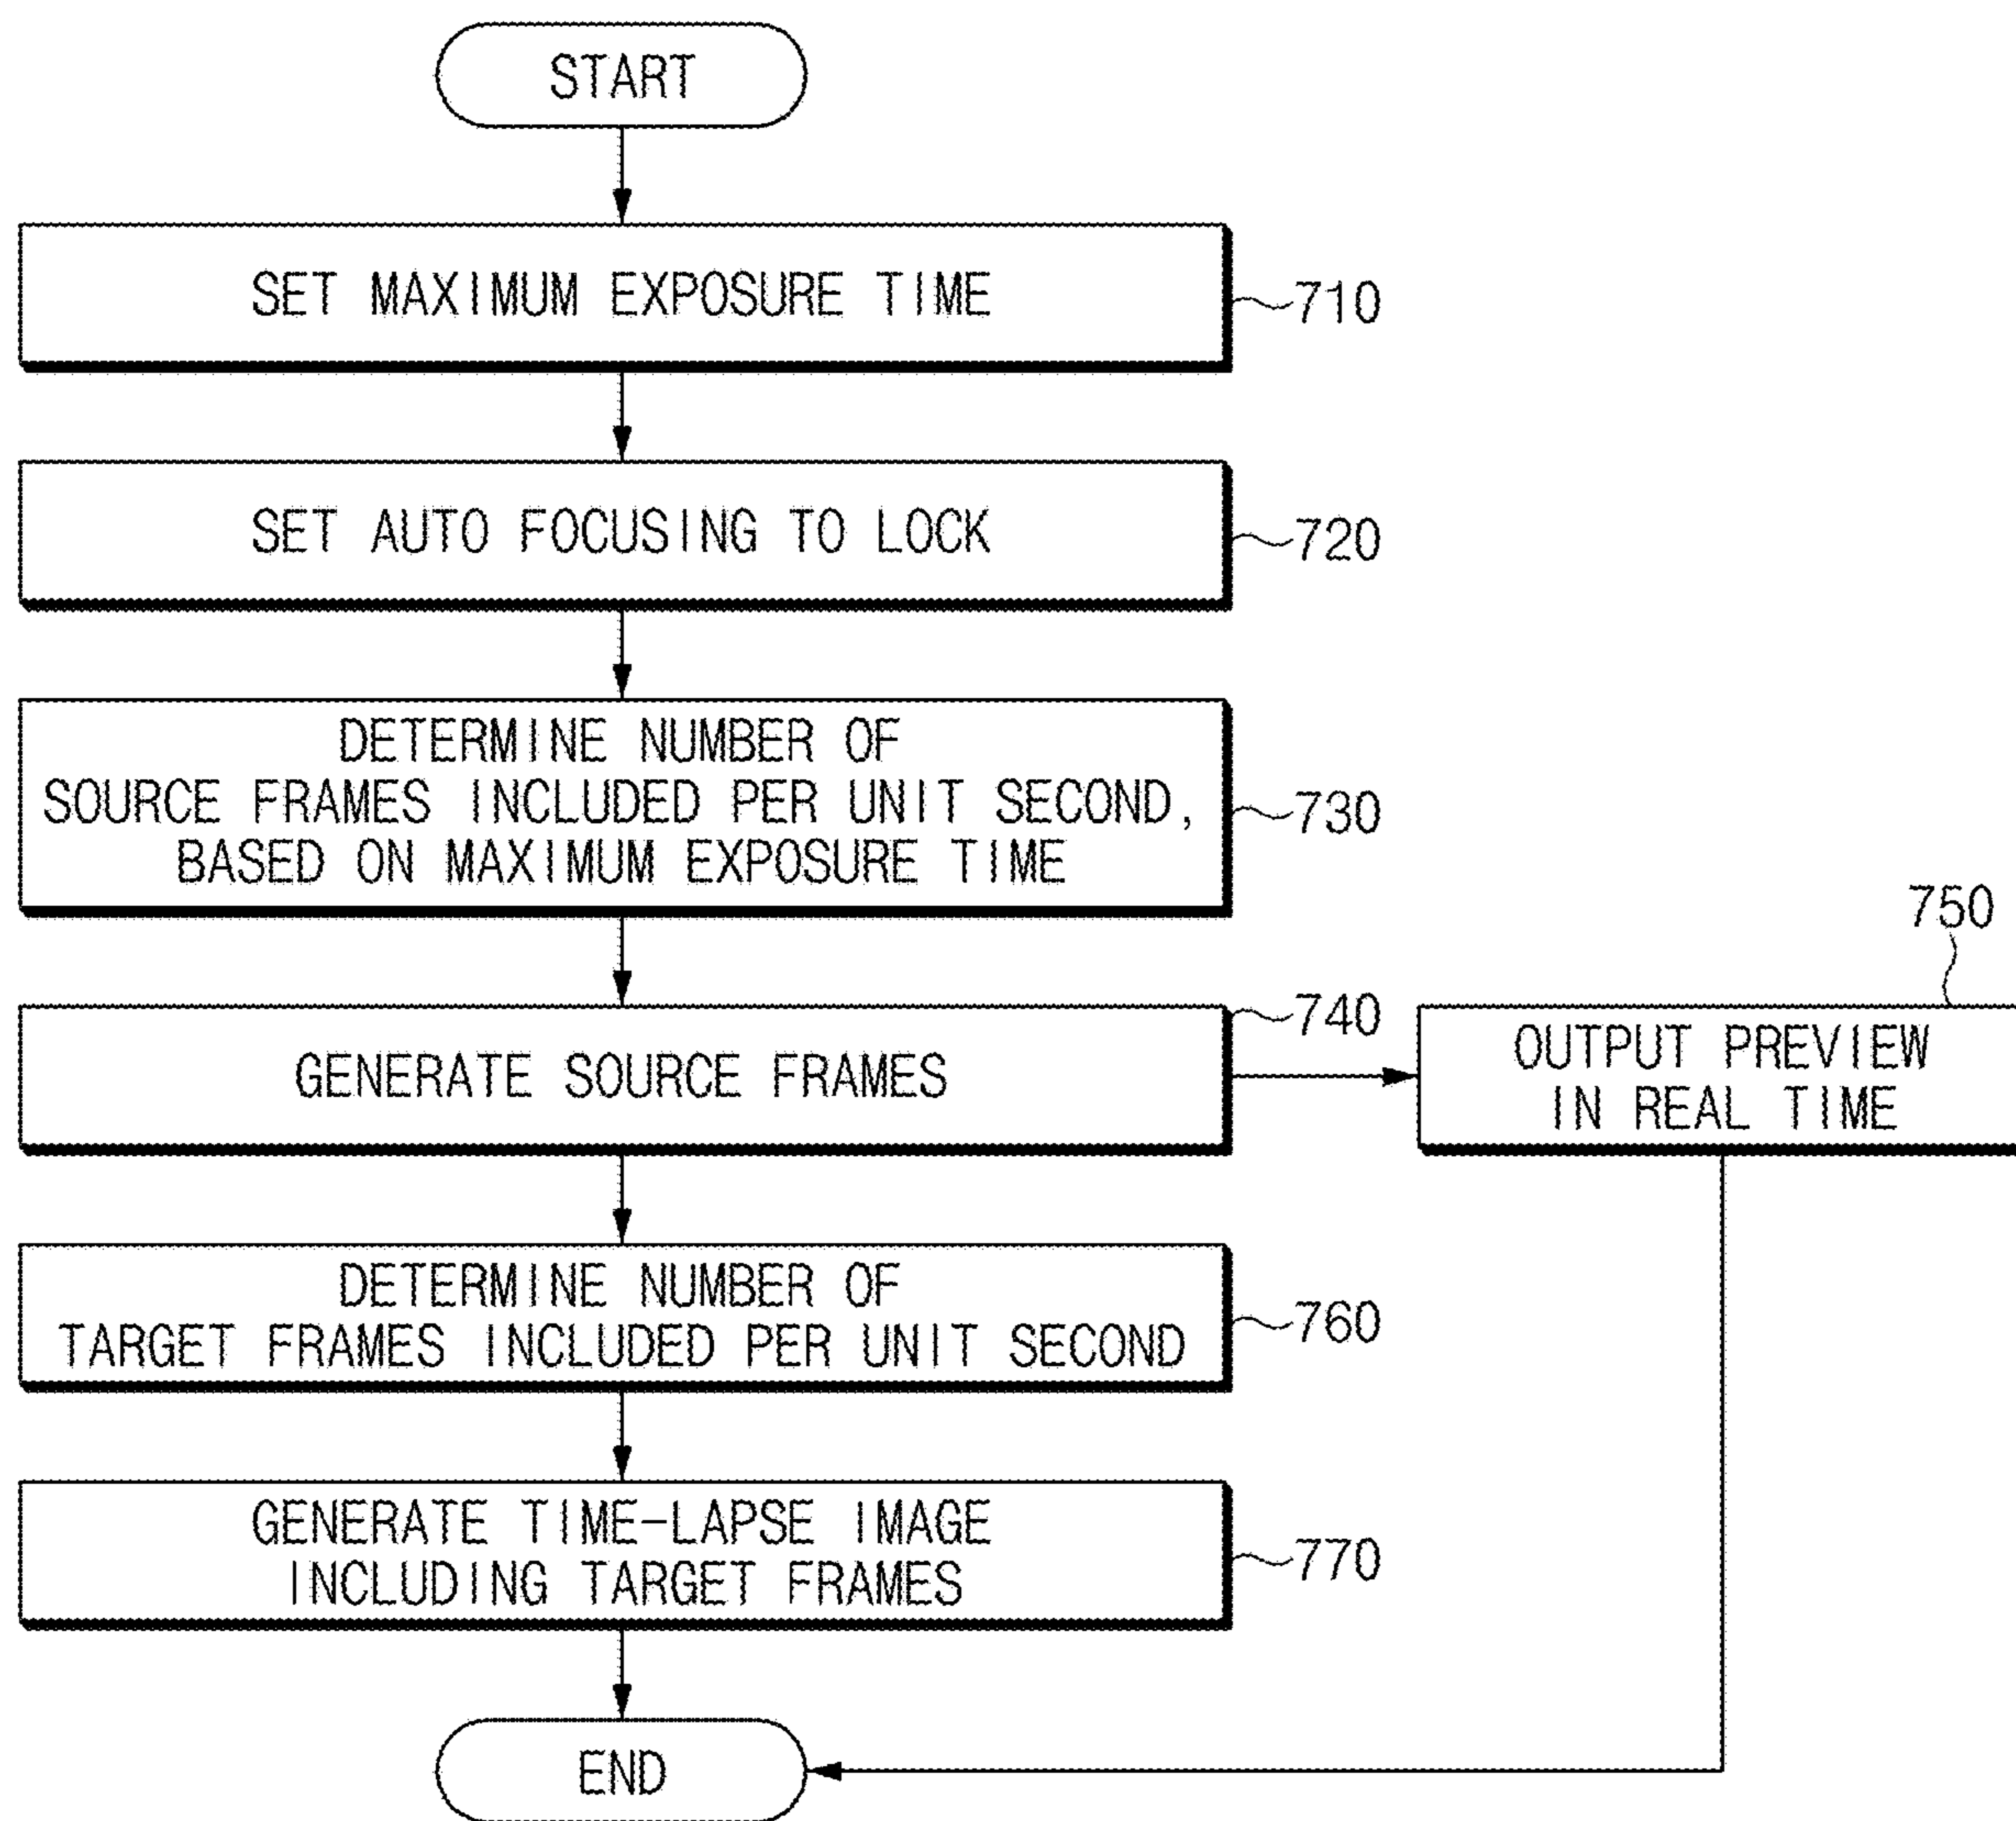 START
SET MAXIMUM EXPOSURE TIME
710
SET AUTO FOCUSING TO LOCK
720
DETERMINE NUMBER OF
SOURCE FRAMES INCLUDED PER UNIT SECOND,
BASED ON MAXIMUM EXPOSURE TIME
730
GENERATE SOURCE FRAMES
740
750
OUTPUT PREVIEW
IN REAL TIME
DETERMINE NUMBER OF
TARGET FRAMES INCLUDED PER UNIT SECOND
760
GENERATE TIME-LAPSE IMAGE
INCLUDING TARGET FRAMES
770
END